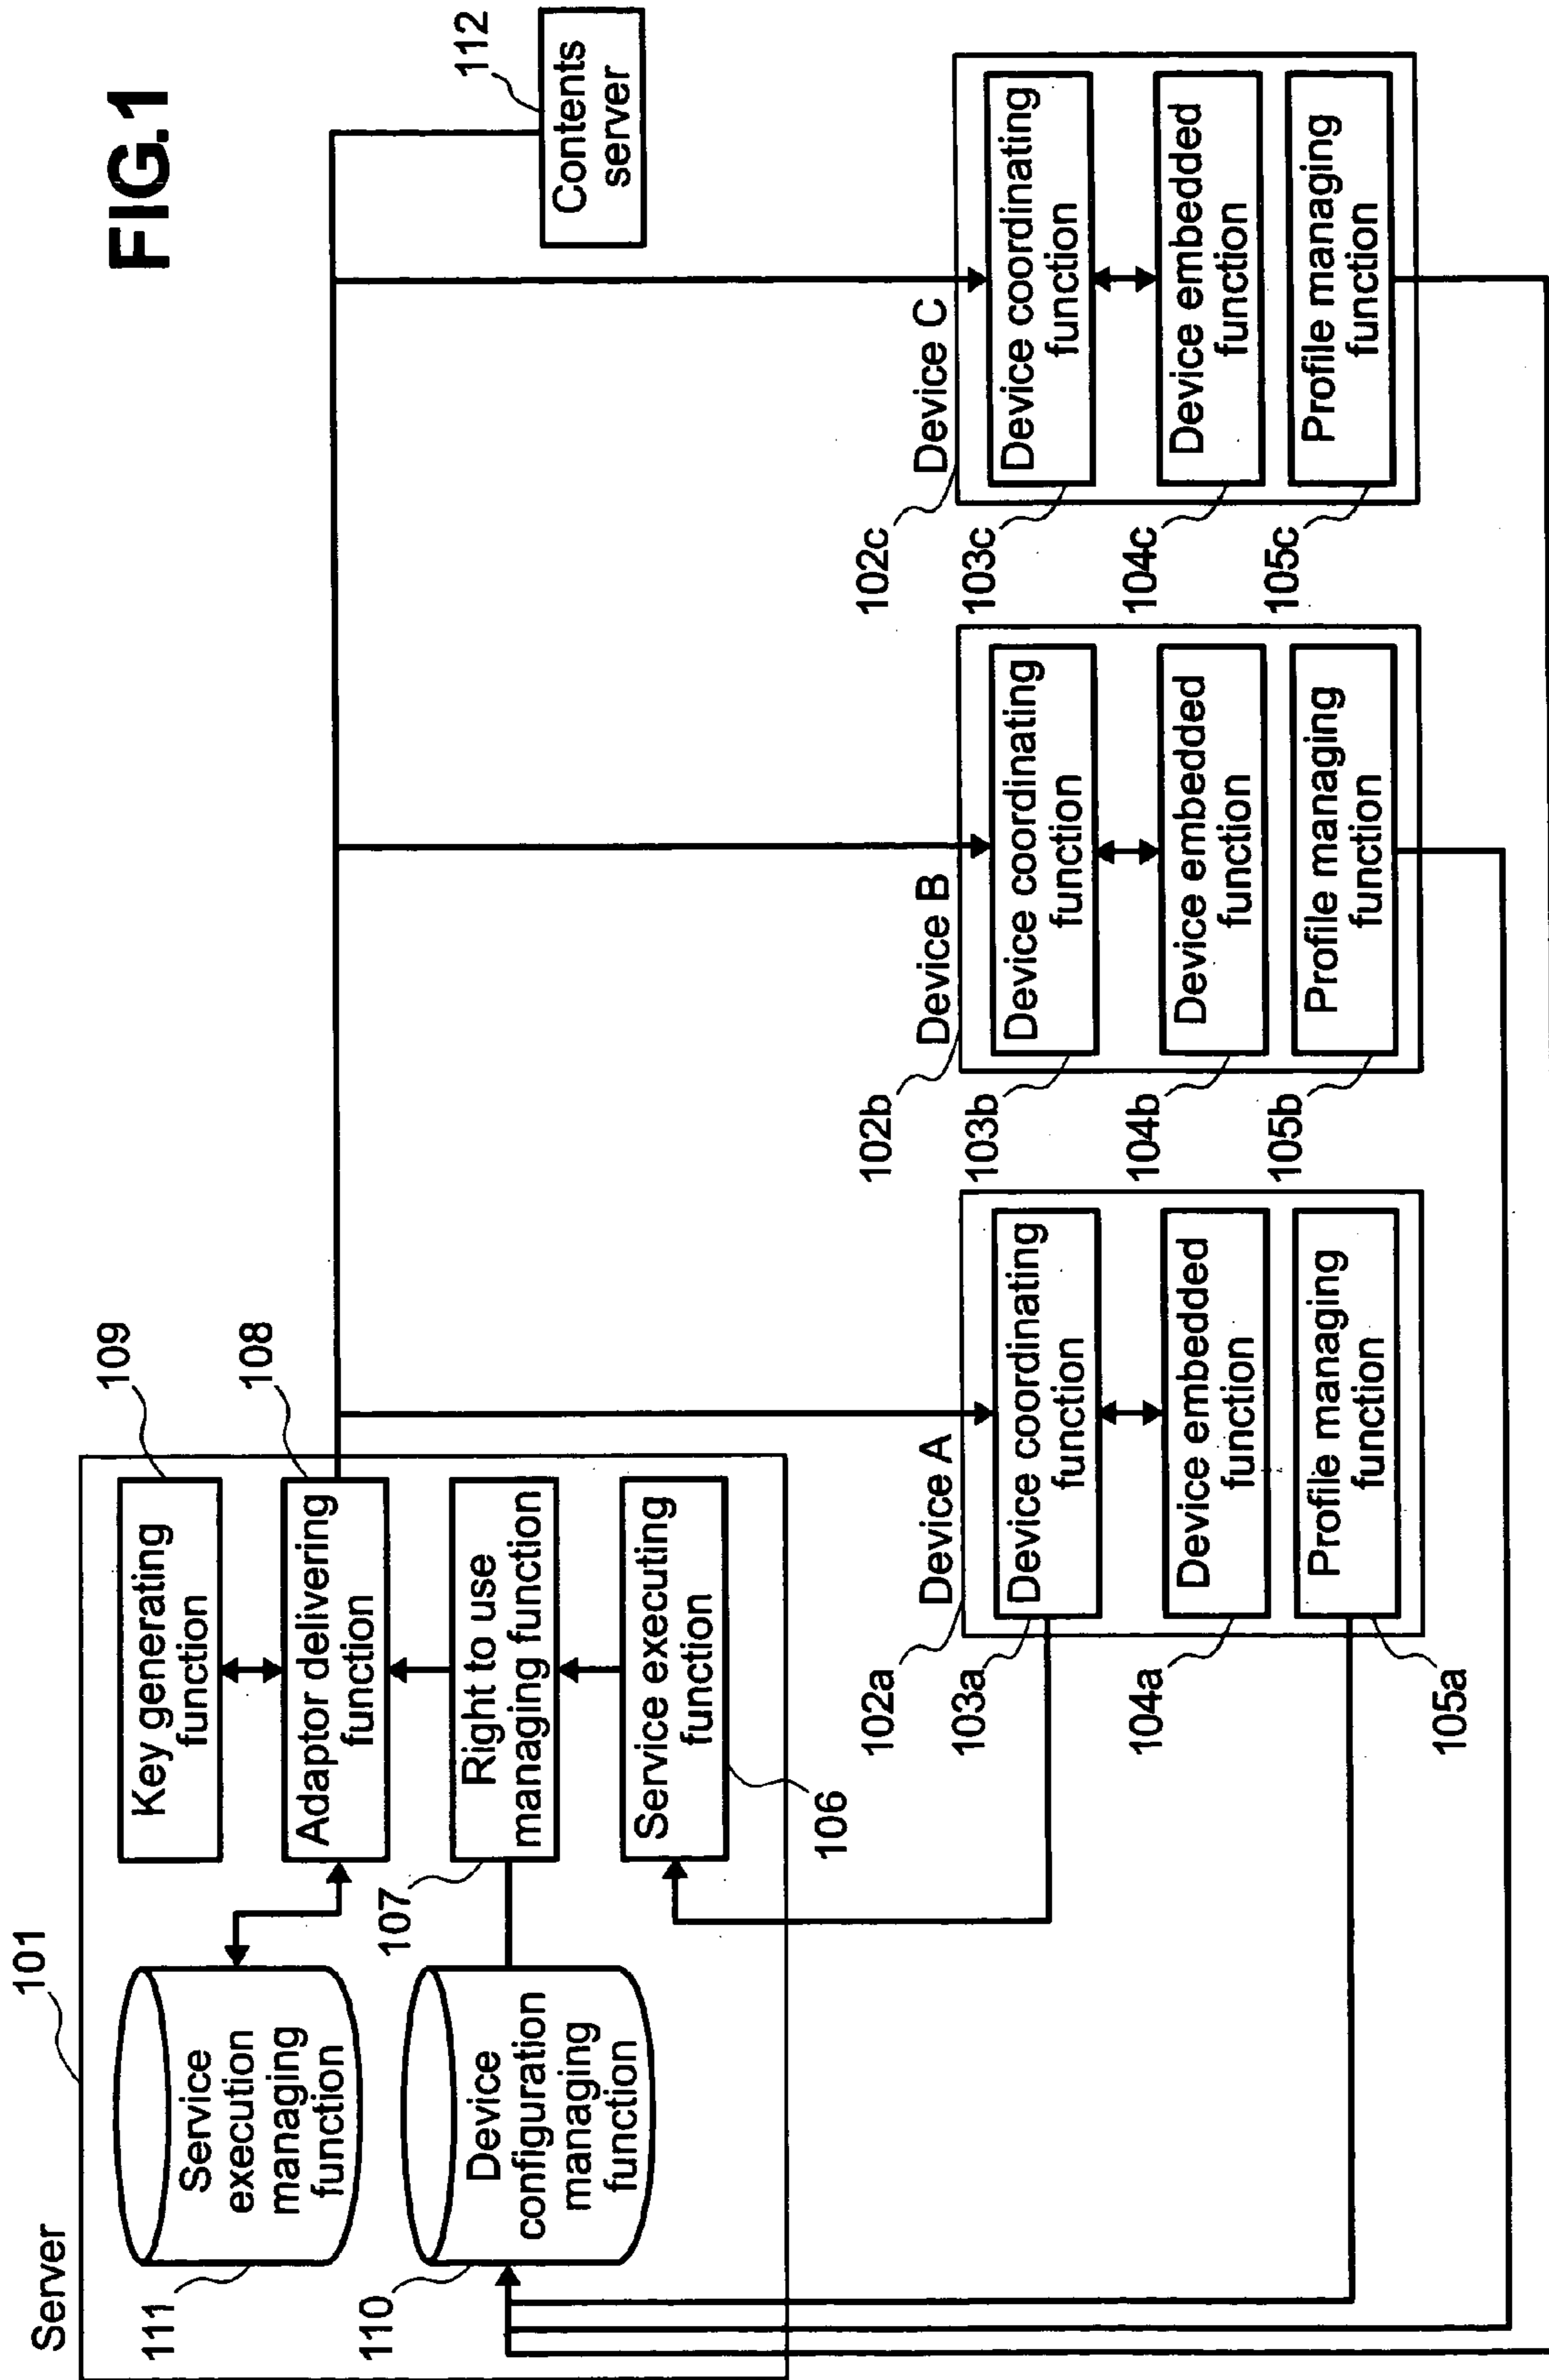 FIG.1
Server
101
111
Service
execution
managing
function
110
Device
configuration
managing
function
Key generating
function
109
Adaptor delivering
function
108
Right to use
managing function
107
Service executing
function
106
112
Contents
server
Device A
102a
Device coordinating
function
103a
Device embedded
function
104a
Profile managing
function
105a
Device B
102b
Device coordinating
function
103b
Device embedded
function
104b
Profile managing
function
105b
Device C
102c
Device coordinating
function
103c
Device embedded
function
104c
Profile managing
function
105c